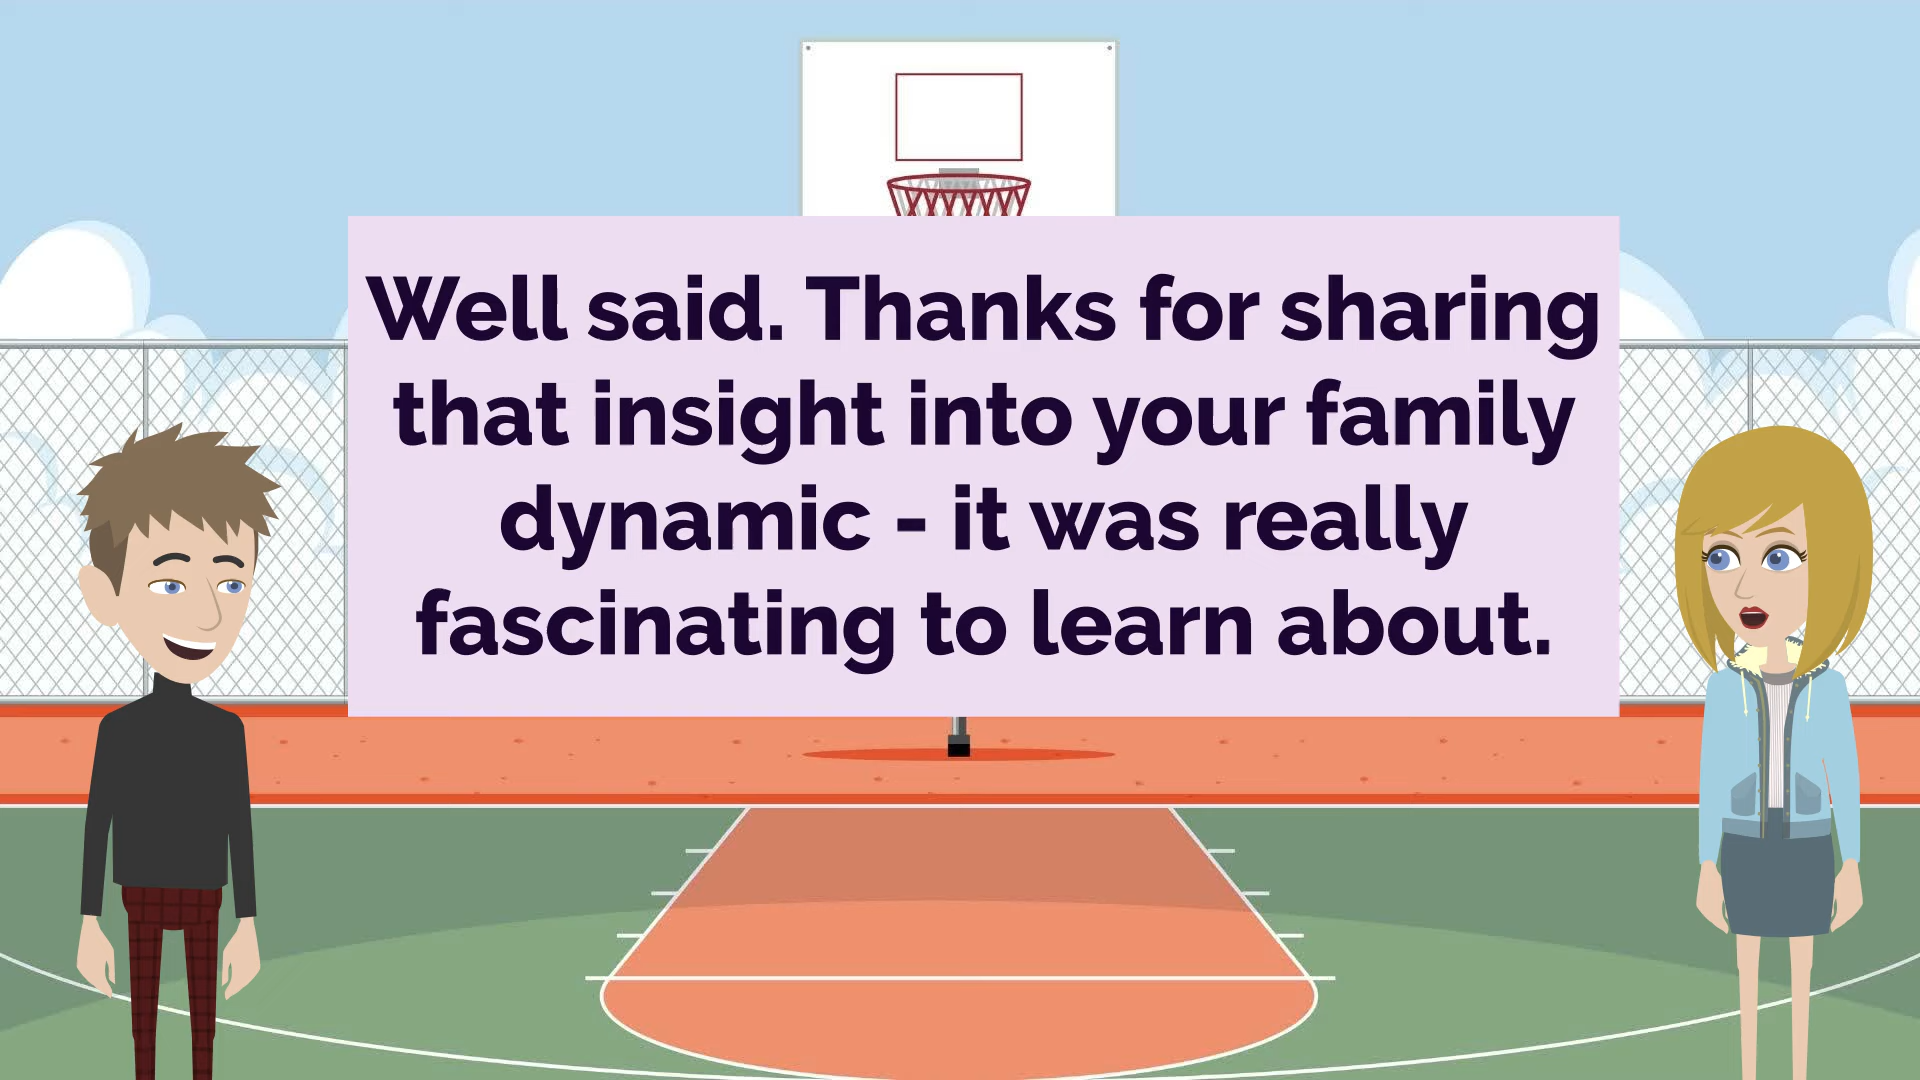 Well said. Thanks for sharing
that insight into your family
dynamic - it was really
fascinating to learn about.